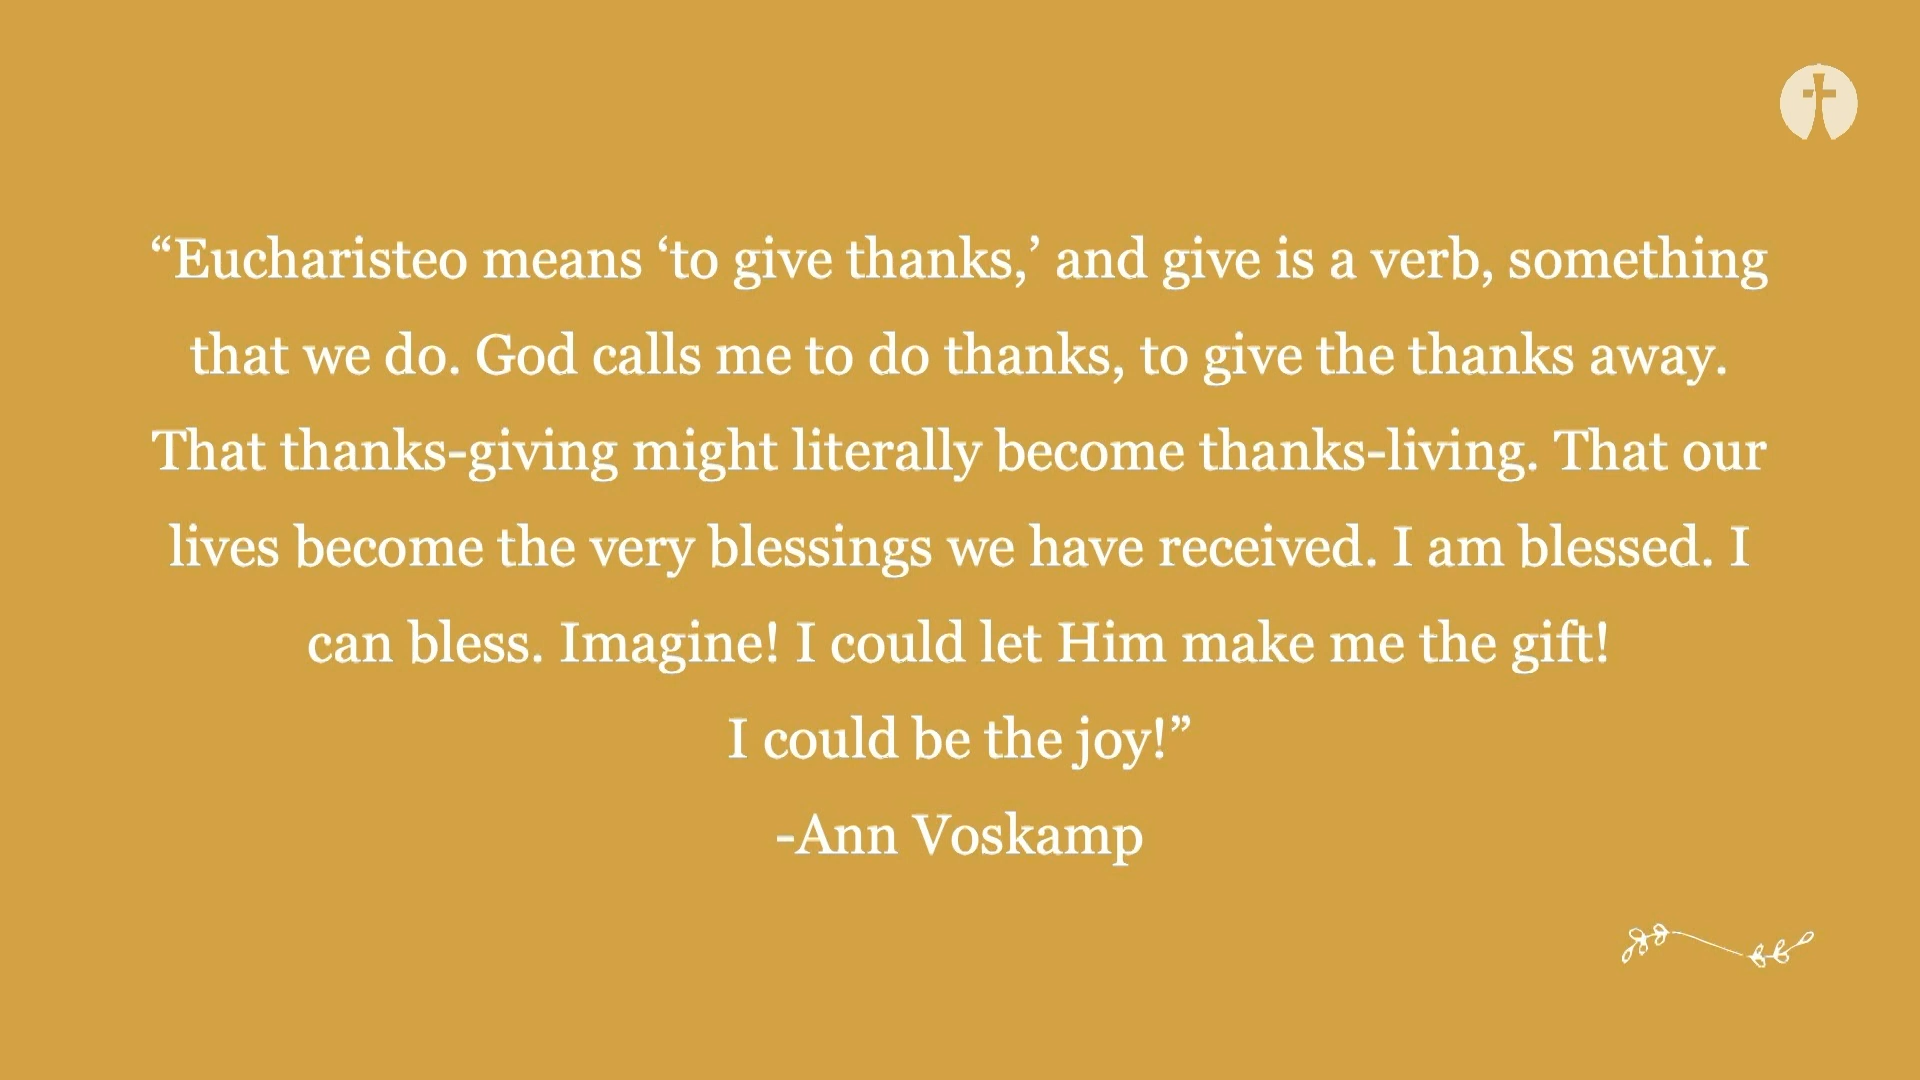 “Eucharisteo means ‘to give thanks,’ and give is a verb, something
that we do. God calls me to do thanks, to give the thanks away.
That thanks-giving might literally become thanks-living. That our
lives become the very blessings we have received. I am blessed. I
can bless. Imagine! I could let Him make me the gift!
I could be the joy!”
-Ann Voskamp